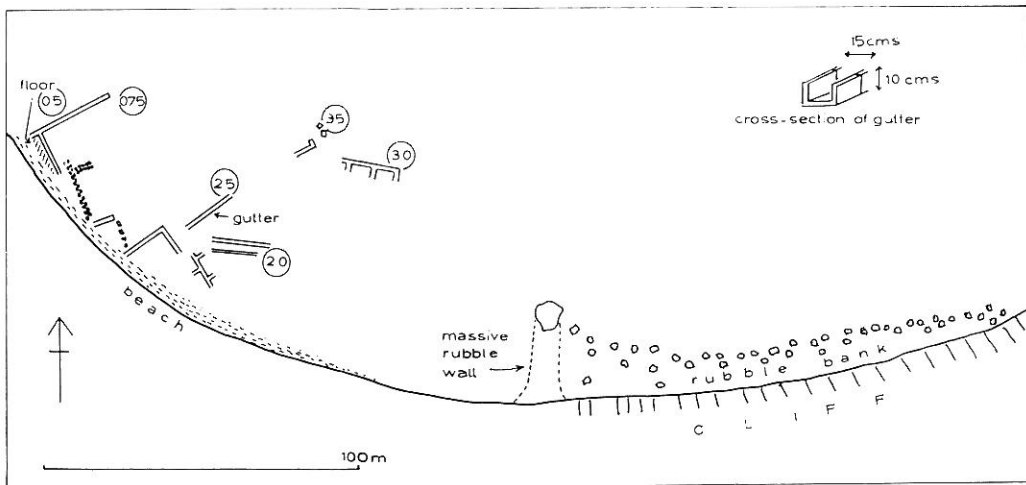 15cms
10 cms
cross-section of gutter
floor
05
075
35
30
25
gutter
20
beach
massive
rubble
wall
rubble bank
CLIFF
100m